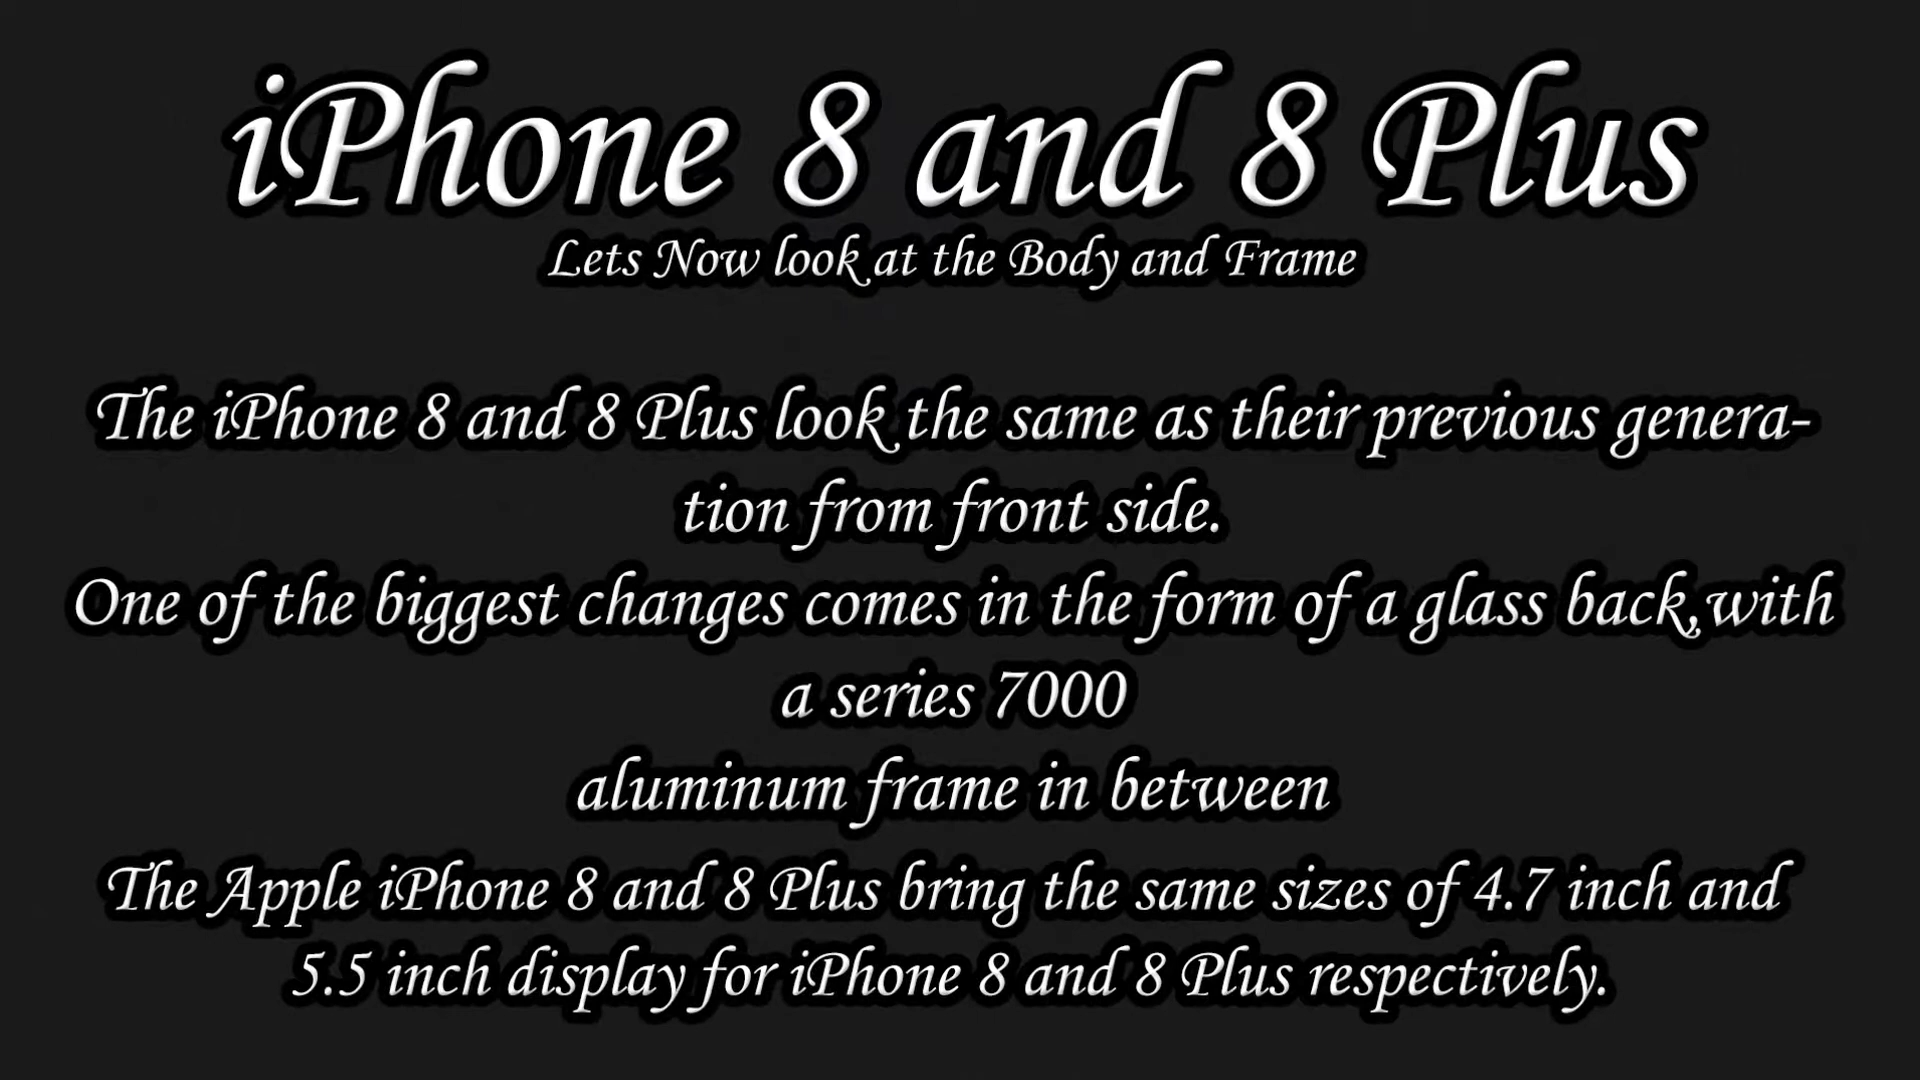 iPhone 8 and 8 Plus
Lets Now look at the Body and Frame
The iPhone 8 and 8 Plus look the same as their previous genera-
tion from front side.
One of the biggest changes comes in the form of a glass back,with
a series 7000
aluminum frame in between
The Apple iPhone 8 and 8 Plus bring the same sizes of 4.7 inch and
5.5 inch display for iPhone 8 and 8 Plus respectively.